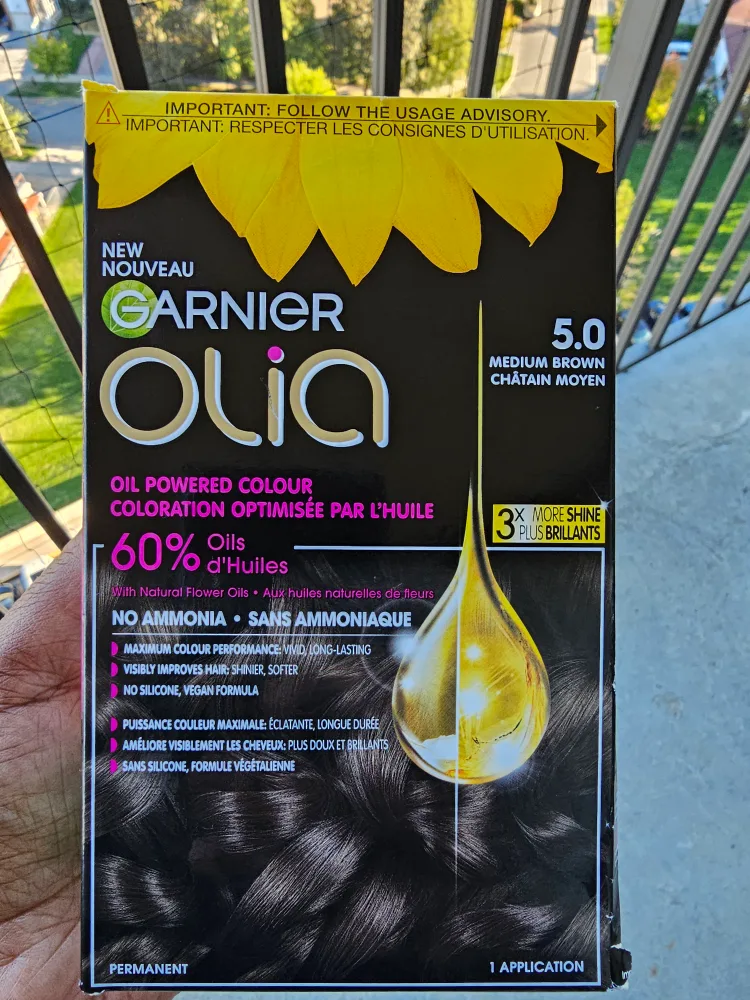 IMPORTANT: FOLLOW THE USAGE ADVISORY.
IMPORTANT: RESPECTER LES CONSIGNES D'UTILISATION.
NEW
NOUVEAU
GARNIER
OLIA
5.0
MEDIUM BROWN
CHÂTAIN MOYEN
OIL POWERED COLOUR
COLORATION OPTIMISÉE PAR L'HUILE
3X MORE SHINE
PLUS BRILLANTS
60% Oils
d'Huiles
With Natural Flower Oils • Aux huiles naturelles de fleurs
NO AMMONIA • SANS AMMONIAQUE
MAXIMUM COLOUR PERFORMANCE: VIVID, LONG-LASTING
VISIBLY IMPROVES HAIR: SHINIER, SOFTER
NO SILICONE, VEGAN FORMULA
PUISSANCE COULEUR MAXIMALE: ÉCLATANTE, LONGUE DURÉE
AMÉLIORE VISIBLEMENT LES CHEVEUX: PLUS DOUX ET BRILLANTS
SANS SILICONE, FORMULE VÉGÉTALIENNE
PERMANENT
1 APPLICATION